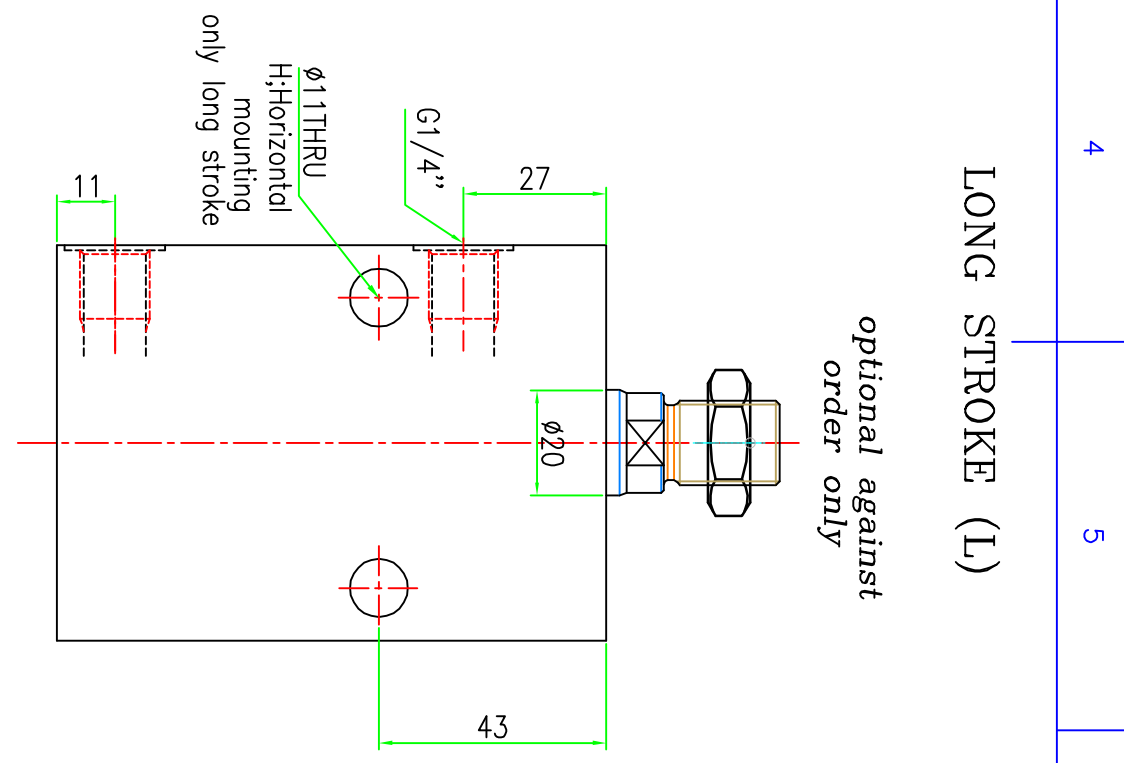 4
5
LONG STROKE (L)
optional against
order only
G1/4”
Ø11THRU
H;Horizontal
mounting
only long stroke
27
11
Ø20
43